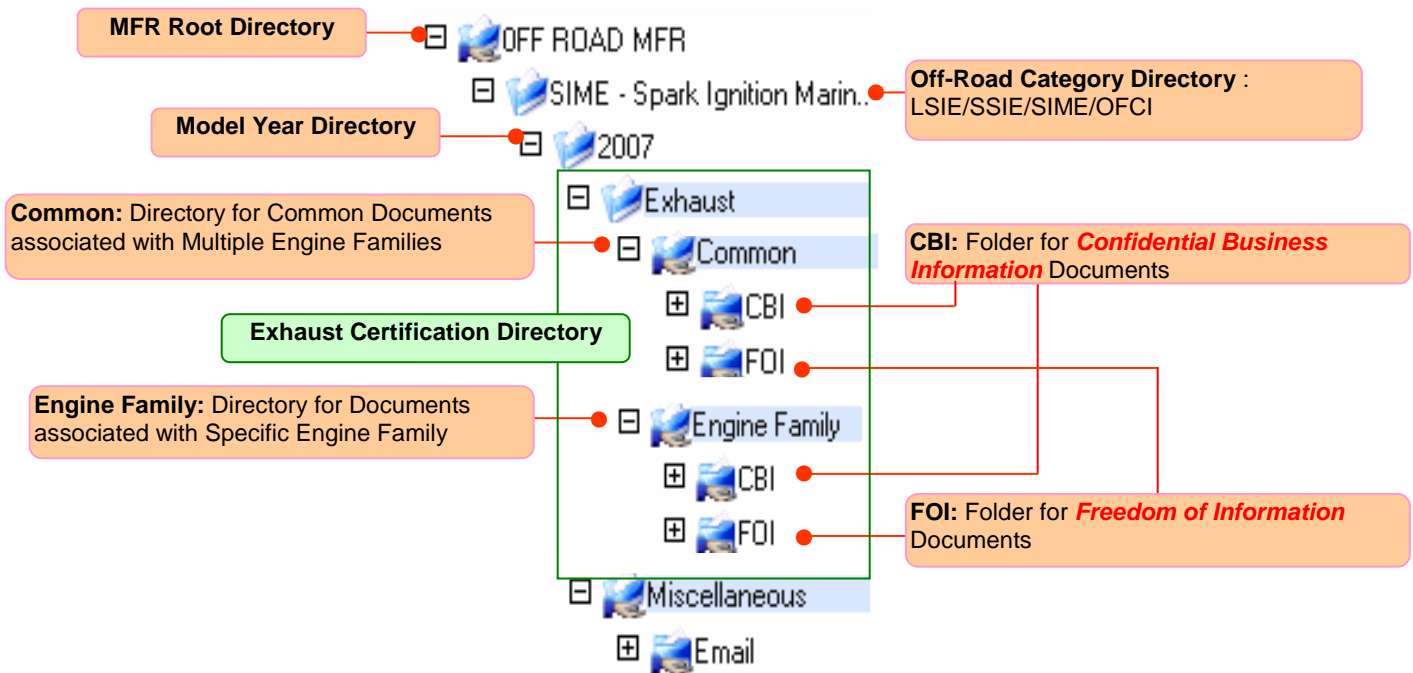 MFR Root Directory
OFF ROAD MFR
SIME - Spark Ignition Marin..
Off-Road Category Directory :
LSIE/SSIE/SIME/OFCI
Model Year Directory
2007
Exhaust
Common: Directory for Common Documents
associated with Multiple Engine Families
Common
CBI: Folder for Confidential Business
Information Documents
CBI
Exhaust Certification Directory
FOI
Engine Family: Directory for Documents
associated with Specific Engine Family
Engine Family
CBI
FOI: Folder for Freedom of Information
Documents
FOI
Miscellaneous
Email